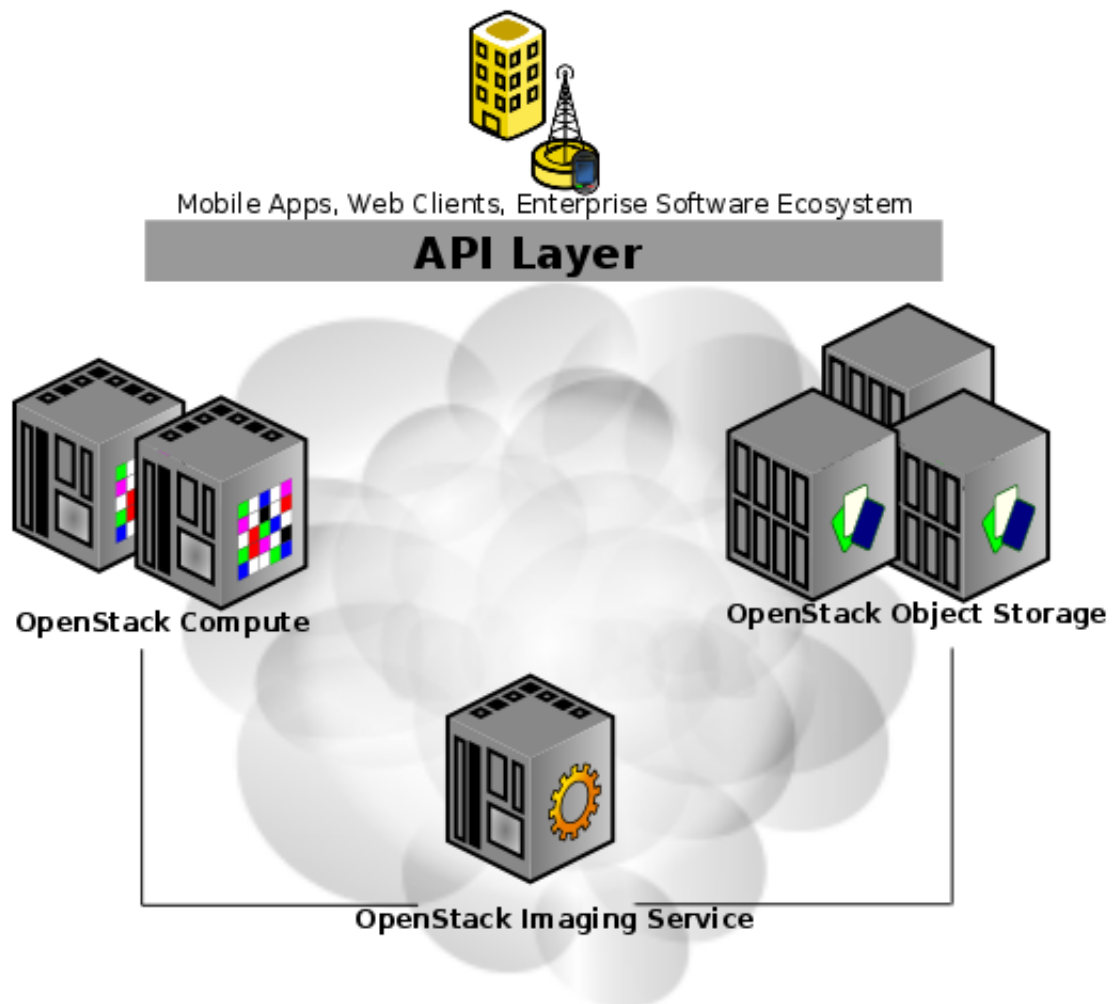 Mobile Apps, Web Clients, Enterprise Software Ecosystem
API Layer
OpenStack Compute
OpenStack Object Storage
OpenStack Imaging Service